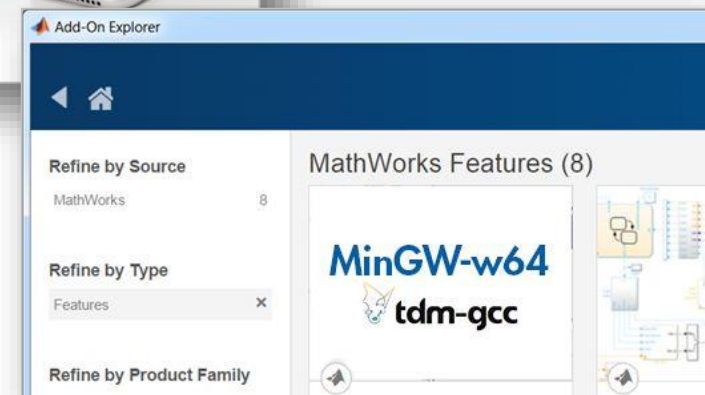 Add-On Explorer
Refine by Source
MathWorks 8
Refine by Type
Features ×
Refine by Product Family
MathWorks Features (8)
MinGW-w64
tdm-gcc